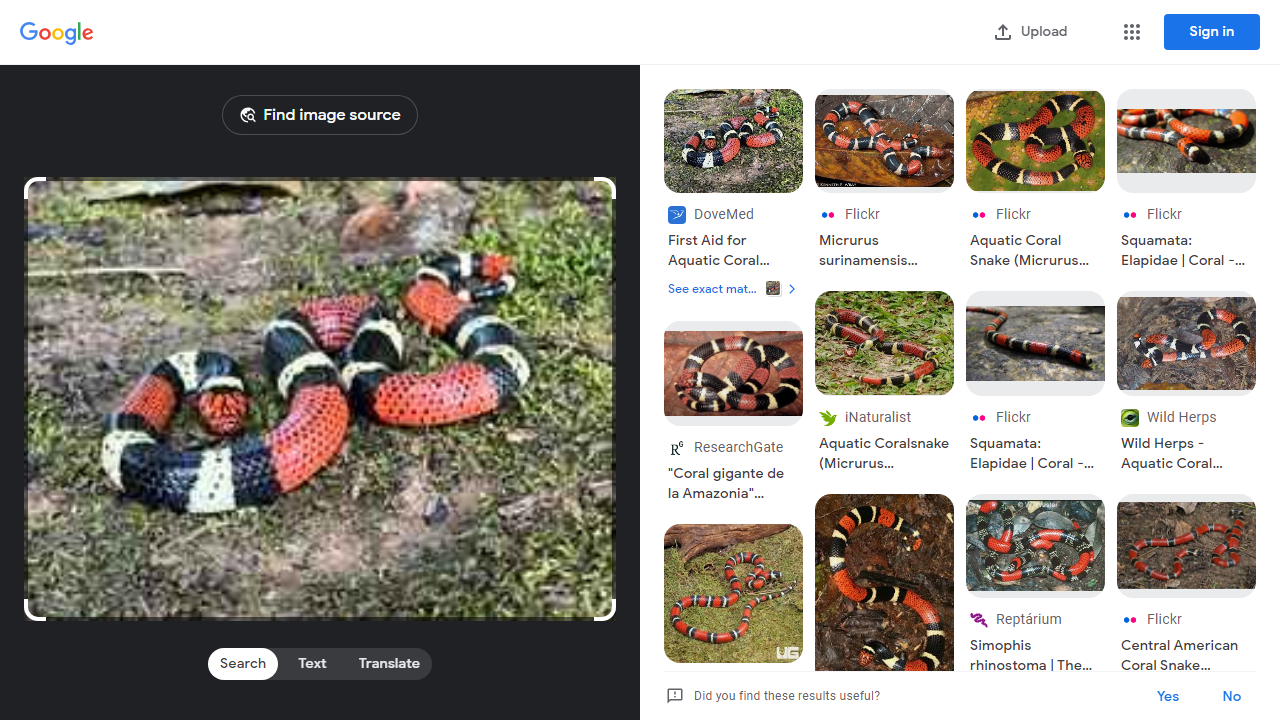 Google
Upload
Sign in
Find image source
Search
Text
Translate
DoveMed
First Aid for
Aquatic Coral...
See exact mat...
Flickr
Micrurus
surinamensis...
Flickr
Aquatic Coral
Snake (Micrurus...
Flickr
Squamata:
Elapidae | Coral -...
ResearchGate
"Coral gigante de
la Amazonia"...
iNaturalist
Aquatic Coralsnake
(Micrurus...
Flickr
Squamata:
Elapidae | Coral -...
Wild Herps
Wild Herps -
Aquatic Coral...
UG
Reptárium
Simophis
rhinostoma | The...
Flickr
Central American
Coral Snake...
Did you find these results useful?
Yes
No